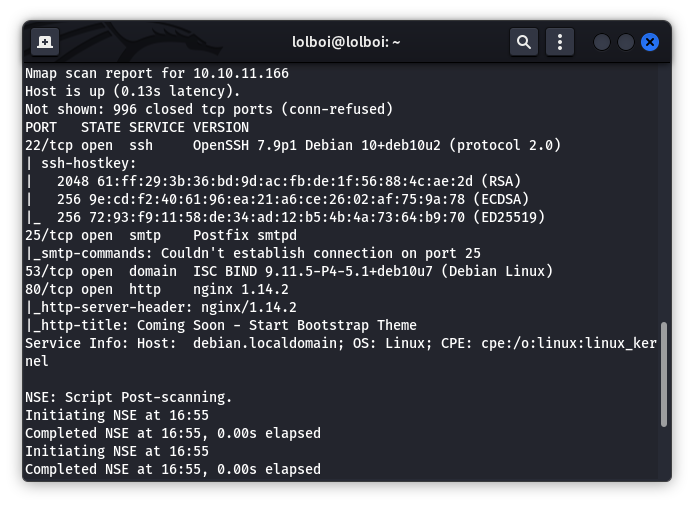 lolboi@lolboi: ~
Nmap scan report for 10.10.11.166
Host is up (0.13s latency).
Not shown: 996 closed tcp ports (conn-refused)
PORT   STATE SERVICE VERSION
22/tcp open  ssh     OpenSSH 7.9p1 Debian 10+deb10u2 (protocol 2.0)
| ssh-hostkey:
|   2048 61:ff:29:3b:36:bd:9d:ac:fb:de:1f:56:88:4c:ae:2d (RSA)
|   256 9e:cd:f2:40:61:96:ea:21:a6:ce:26:02:af:75:9a:78 (ECDSA)
|_  256 72:93:f9:11:58:de:34:ad:12:b5:4b:4a:73:64:b9:70 (ED25519)
25/tcp open  smtp    Postfix smtpd
|_smtp-commands: Couldn't establish connection on port 25
53/tcp open  domain  ISC BIND 9.11.5-P4-5.1+deb10u7 (Debian Linux)
80/tcp open  http    nginx 1.14.2
|_http-server-header: nginx/1.14.2
|_http-title: Coming Soon - Start Bootstrap Theme
Service Info: Host:  debian.localdomain; OS: Linux; CPE: cpe:/o:linux:linux_ker
nel
NSE: Script Post-scanning.
Initiating NSE at 16:55
Completed NSE at 16:55, 0.00s elapsed
Initiating NSE at 16:55
Completed NSE at 16:55, 0.00s elapsed